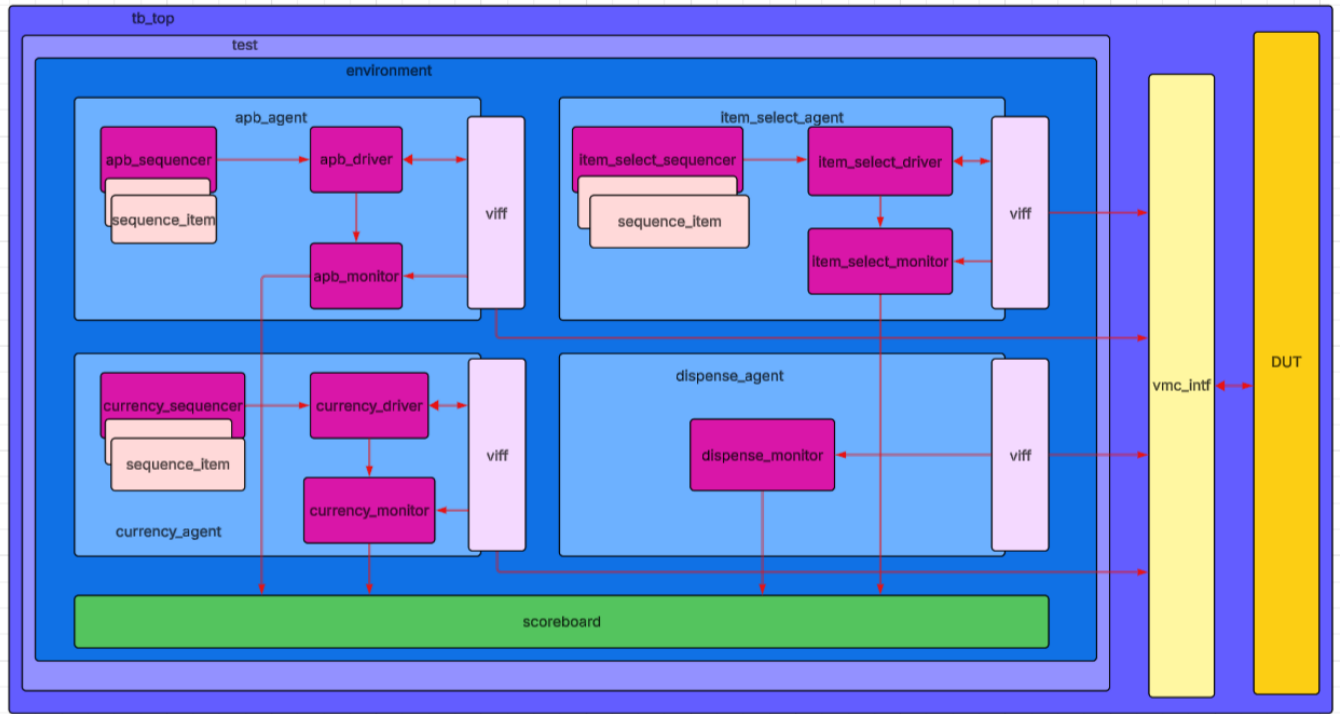 tb_top
test
environment
apb_agent
apb_sequencer
apb_driver
sequence_item
viff
apb_monitor
item_select_agent
item_select_sequencer
item_select_driver
sequence_item
viff
item_select_monitor
currency_sequencer
currency_driver
sequence_item
viff
currency_monitor
currency_agent
dispense_agent
dispense_monitor
viff
scoreboard
vmc_intf
DUT